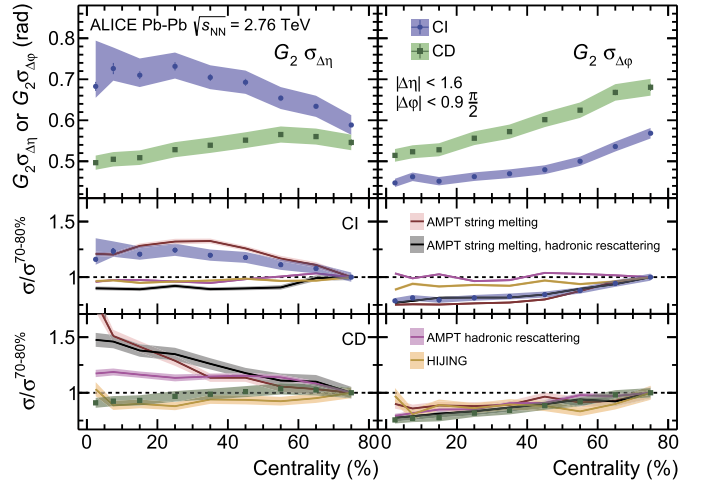 ALICE Pb-Pb √sNN = 2.76 TeV
G2 σΔη
G2σΔη or G2σΔφ (rad)
0.8
0.7
0.6
0.5
CI
CD
G2 σΔφ
|Δη| < 1.6
|Δφ| < 0.9 π/2
σ/σ70-80%
1.5
1
CI
AMPT string melting
AMPT string melting, hadronic rescattering
σ/σ70-80%
1.5
1
CD
AMPT hadronic rescattering
HIJING
0 20 40 60 80 0 20 40 60 80
Centrality (%) Centrality (%)